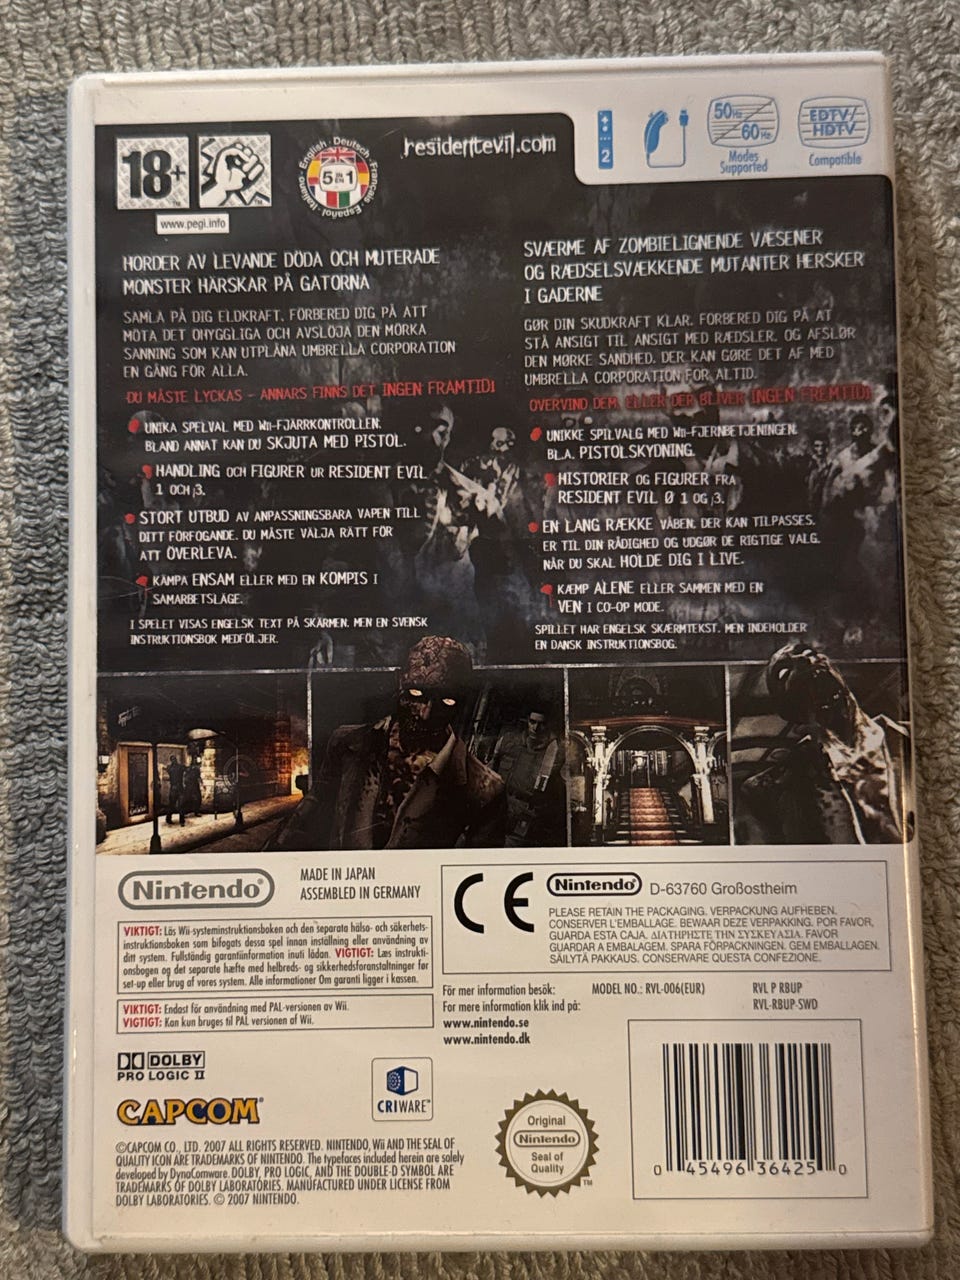 18+
www.pegi.info
English · Deutsch · Français · Español · Italiano
5 IN EN 1
residentevil.com
2
50Hz
60Hz
Modes
Supported
EDTV/
HDTV
Compatible
HORDER AV LEVANDE DÖDA OCH MUTERADE
MONSTER HÄRSKAR PÅ GATORNA
SAMLA PÅ DIG ELDKRAFT, FÖRBERED DIG PÅ ATT
MÖTA DET OHYGGLIGA OCH AVSLÖJA DEN MÖRKA
SANNING SOM KAN UTPLÅNA UMBRELLA CORPORATION
EN GÅNG FÖR ALLA.
DU MÅSTE LYCKAS - ANNARS FINNS DET INGEN FRAMTID!
UNIKA SPELVAL MED Wii-FJÄRRKONTROLLEN.
BLAND ANNAT KAN DU SKJUTA MED PISTOL.
HANDLING OCH FIGURER UR RESIDENT EVIL
1 OCH 3.
STORT UTBUD AV ANPASSNINGSBARA VAPEN TILL
DITT FÖRFOGANDE. DU MÅSTE VÄLJA RÄTT FÖR
ATT ÖVERLEVA.
KÄMPA ENSAM ELLER MED EN KOMPIS I
SAMARBETSLÄGE.
I SPELET VISAS ENGELSK TEXT PÅ SKÄRMEN, MEN EN SVENSK
INSTRUKTIONSBOK MEDFÖLJER.
SVÆRME AF ZOMBIELIGNENDE VÆSENER
OG RÆDSELSVÆKKENDE MUTANTER HERSKER
I GADERNE
GØR DIN SKUDKRAFT KLAR, FORBERED DIG PÅ AT
STÅ ANSIGT TIL ANSIGT MED RÆDSLER, OG AFSLØR
DEN MØRKE SANDHED, DER KAN GØRE DET AF MED
UMBRELLA CORPORATION FOR ALTID.
OVERVIND DEM, ELLER DER BLIVER INGEN FREMTID!
UNIKKE SPILVALG MED Wii-FJERNBETJENINGEN,
BL.A. PISTOLSKYDNING.
HISTORIER OG FIGURER FRA
RESIDENT EVIL 0 1 OG 3.
EN LANG RÆKKE VÅBEN, DER KAN TILPASSES,
ER TIL DIN RÅDIGHED OG UDGØR DE RIGTIGE VALG,
NÅR DU SKAL HOLDE DIG I LIVE.
KÆMP ALENE ELLER SAMMEN MED EN
VEN I CO-OP MODE.
SPILLET HAR ENGELSK SKÆRMTEKST, MEN INDEHOLDER
EN DANSK INSTRUKTIONSBOG.
Nintendo®
MADE IN JAPAN
ASSEMBLED IN GERMANY
VIKTIGT: Läs Wii-systeminstruktionsboken och den separata hälso- och säkerhets-
instruktionsboken som bifogats dessa spel innan inställning eller användning av
ditt system. Fullständig garantiinformation inuti lådan. VIGTIGT: Læs instrukti-
onsbogen og det separate hæfte med helbreds- og sikkerhedsforanstaltninger før
set-up eller brug af vores system. Alle informationer Om garanti ligger i kassen.
VIKTIGT: Endast för användning med PAL-versionen av Wii.
VIGTIGT: Kan kun bruges til PAL versionen af Wii.
CE
Nintendo® D-63760 Großostheim
PLEASE RETAIN THE PACKAGING. VERPACKUNG AUFHEBEN.
CONSERVER L'EMBALLAGE. BEWAAR DEZE VERPAKKING. POR FAVOR,
GUARDA ESTA CAJA. ΔΙΑΤΗΡΗΣΤΕ ΤΗΝ ΣΥΣΚΕΥΑΣΙΑ. FAVOR
GUARDAR A EMBALAGEM. SPARA FÖRPACKNINGEN. GEM EMBALLAGEN.
SÄILYTÄ PAKKAUS. CONSERVARE QUESTA CONFEZIONE.
För mer information besök:
For mere information klik ind på:
www.nintendo.se
www.nintendo.dk
MODEL NO.: RVL-006(EUR)
RVL P RBUP
RVL-RBUP-SWD
DOLBY
PRO LOGIC II
CAPCOM®
CRIWARE™
©CAPCOM CO., LTD. 2007 ALL RIGHTS RESERVED. NINTENDO, Wii AND THE SEAL OF
QUALITY ICON ARE TRADEMARKS OF NINTENDO. The typefaces included herein are solely
developed by DynaComware. DOLBY, PRO LOGIC, AND THE DOUBLE-D SYMBOL ARE
TRADEMARKS OF DOLBY LABORATORIES. MANUFACTURED UNDER LICENSE FROM
DOLBY LABORATORIES. © 2007 NINTENDO.
Original
Nintendo®
Seal of
Quality
TM
0 45496 36425 0